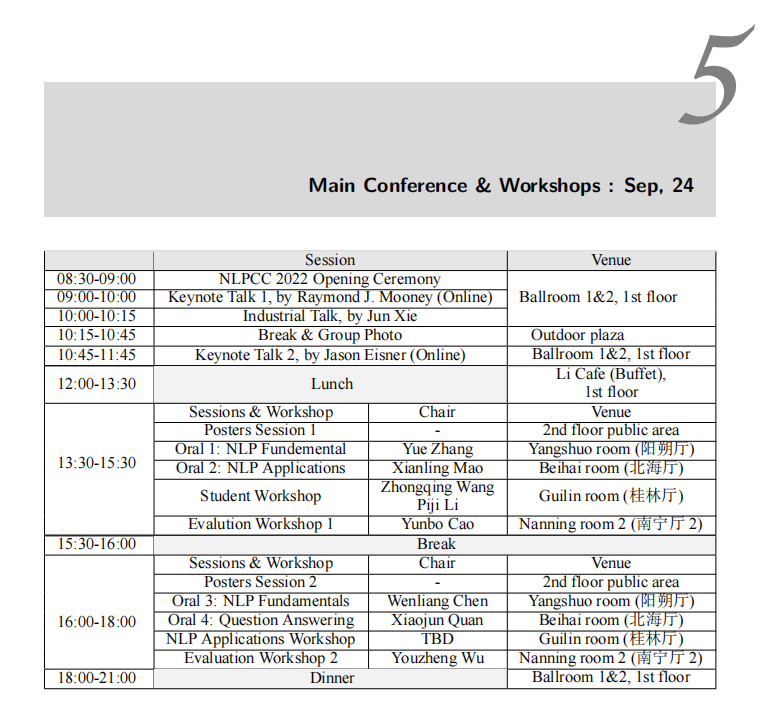 5
Main Conference & Workshops : Sep, 24
Session Venue
08:30-09:00 NLPCC 2022 Opening Ceremony
09:00-10:00 Keynote Talk 1, by Raymond J. Mooney (Online) Ballroom 1&2, 1st floor
10:00-10:15 Industrial Talk, by Jun Xie
10:15-10:45 Break & Group Photo Outdoor plaza
10:45-11:45 Keynote Talk 2, by Jason Eisner (Online) Ballroom 1&2, 1st floor
12:00-13:30 Lunch Li Cafe (Buffet),
1st floor
13:30-15:30
Sessions & Workshop Chair Venue
Posters Session 1 - 2nd floor public area
Oral 1: NLP Fundemental Yue Zhang Yangshuo room (阳朔厅)
Oral 2: NLP Applications Xianling Mao Beihai room (北海厅)
Student Workshop Zhongqing Wang
Piji Li Guilin room (桂林厅)
Evalution Workshop 1 Yunbo Cao Nanning room 2 (南宁厅 2)
15:30-16:00 Break
16:00-18:00
Sessions & Workshop Chair Venue
Posters Session 2 - 2nd floor public area
Oral 3: NLP Fundamentals Wenliang Chen Yangshuo room (阳朔厅)
Oral 4: Question Answering Xiaojun Quan Beihai room (北海厅)
NLP Applications Workshop TBD Guilin room (桂林厅)
Evaluation Workshop 2 Youzheng Wu Nanning room 2 (南宁厅 2)
18:00-21:00 Dinner Ballroom 1&2, 1st floor